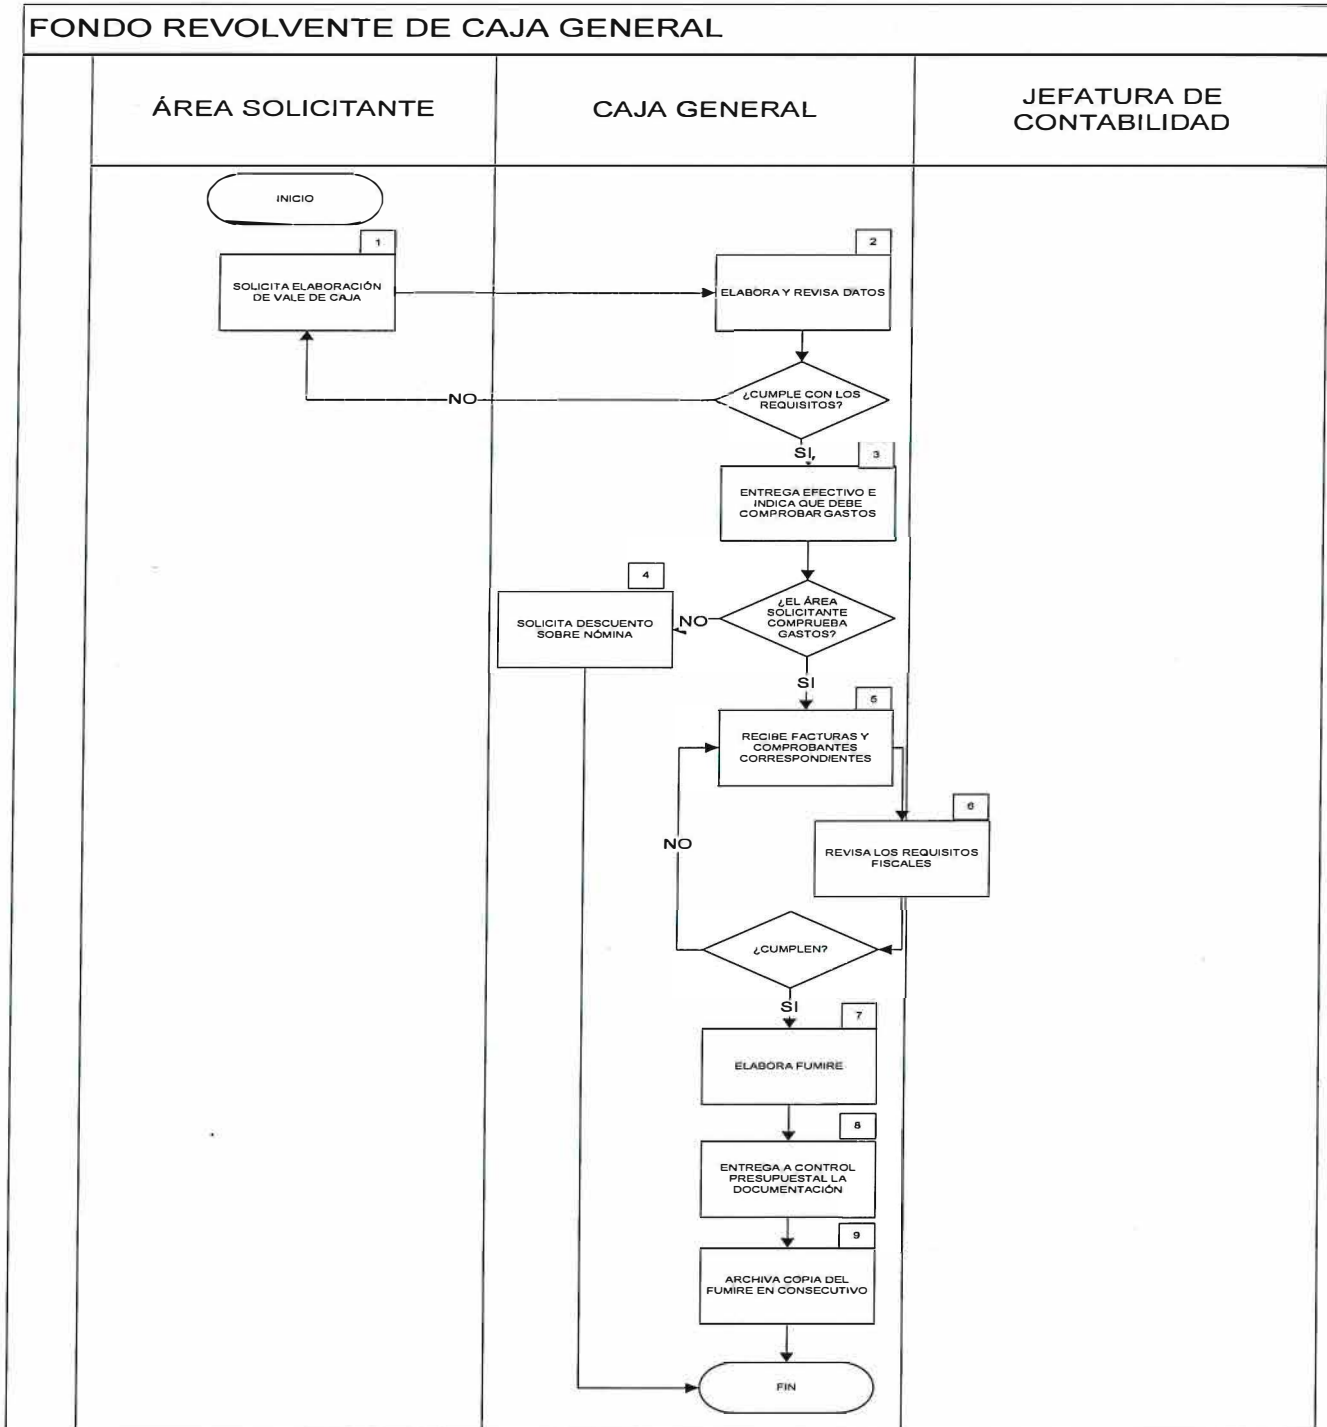 FONDO REVOLVENTE DE CAJA GENERAL
ÁREA SOLICITANTE
CAJA GENERAL
JEFATURA DE
CONTABILIDAD
INICIO
1
SOLICITA ELABORACIÓN
DE VALE DE CAJA
2
ELABORA Y REVISA DATOS
¿CUMPLE CON LOS
REQUISITOS?
NO
SI,
3
ENTREGA EFECTIVO E
INDICA QUE DEBE
COMPROBAR GASTOS
¿EL ÁREA
SOLICITANTE
COMPRUEBA
GASTOS?
NO
4
SOLICITA DESCUENTO
SOBRE NÓMINA
SI
5
RECIBE FACTURAS Y
COMPROBANTES
CORRESPONDIENTES
6
REVISA LOS REQUISITOS
FISCALES
NO
¿CUMPLEN?
SI
7
ELABORA FUMIRE
8
ENTREGA A CONTROL
PRESUPUESTAL LA
DOCUMENTACIÓN
9
ARCHIVA COPIA DEL
FUMIRE EN CONSECUTIVO
FIN